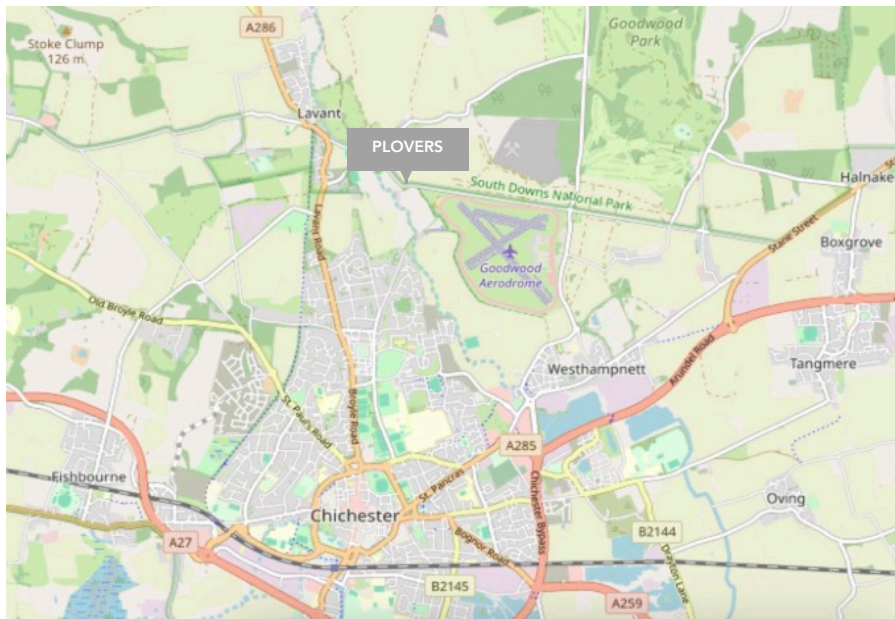 Goodwood
Park
A286
Stoke Clump
126 m
Lavant
PLOVERS
South Downs National Park
Halnake
Lavant Road
Stane Street
Boxgrove
Goodwood
Aerodrome
Old Broyle Road
Arundel Road
Tangmere
Westhampnett
St. Paul's Road
Broyle Road
A285
St. Pancras
Fishbourne
Chichester Bypass
Oving
Chichester
A27
Bognor Road
B2144
Drayton Lane
B2145
A259